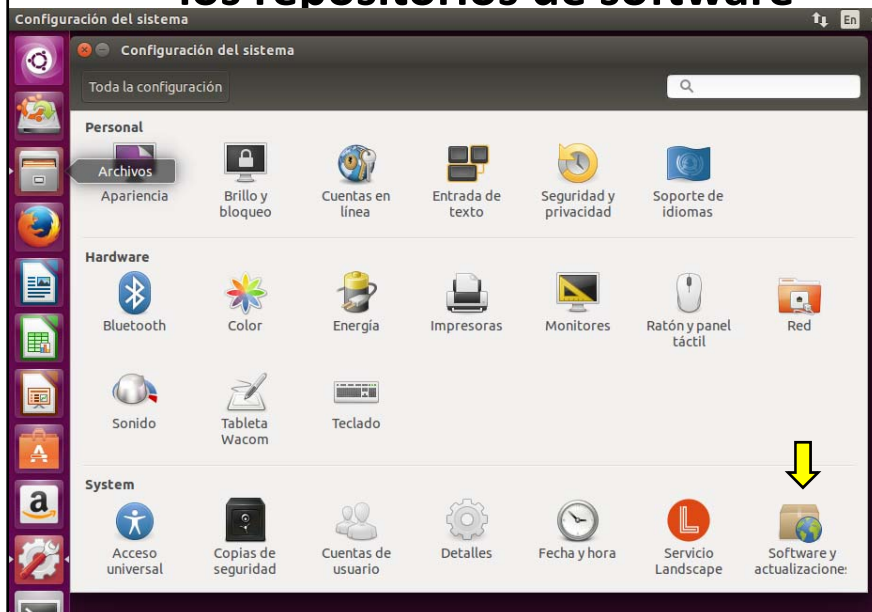 los repositorios de software
Configuración del sistema
En
Configuración del sistema
Toda la configuración
Personal
Archivos
Apariencia
Brillo y
bloqueo
Cuentas en
línea
Entrada de
texto
Seguridad y
privacidad
Soporte de
idiomas
Hardware
Bluetooth
Color
Energía
Impresoras
Monitores
Ratón y panel
táctil
Red
Sonido
Tableta
Wacom
Teclado
System
Acceso
universal
Copias de
seguridad
Cuentas de
usuario
Detalles
Fecha y hora
Servicio
Landscape
Software y
actualizacione